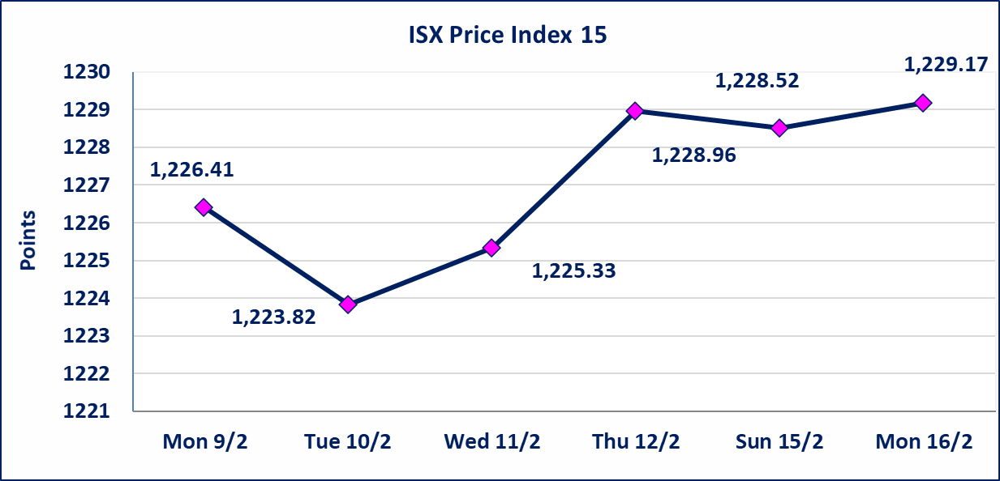 ISX Price Index 15
1230
1229
1228
1227
1226
1225
1224
1223
1222
1221
Points
1,226.41
1,223.82
1,225.33
1,228.96
1,228.52
1,229.17
Mon 9/2
Tue 10/2
Wed 11/2
Thu 12/2
Sun 15/2
Mon 16/2